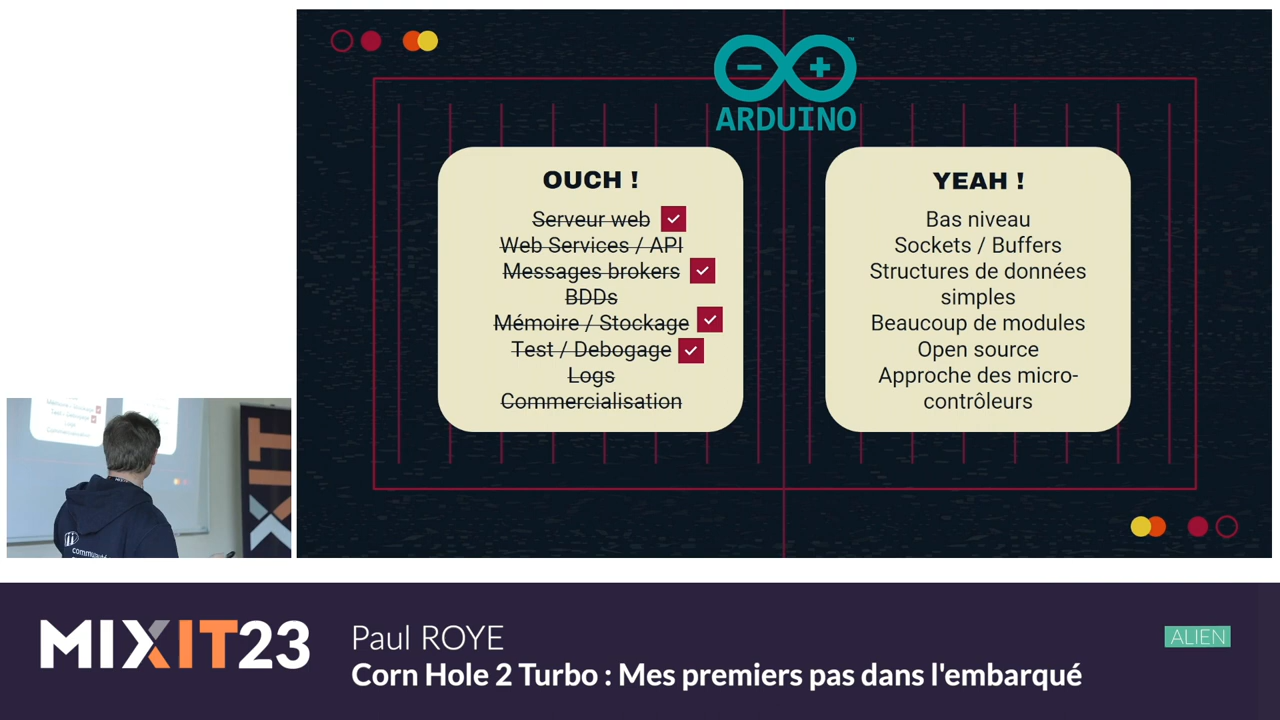 ARDUINO
™
OUCH !
Serveur web
Web Services / API
Messages brokers
BDDs
Mémoire / Stockage
Test / Debogage
Logs
Commercialisation
YEAH !
Bas niveau
Sockets / Buffers
Structures de données
simples
Beaucoup de modules
Open source
Approche des micro-
contrôleurs
MIXIT23
Paul ROYE
Corn Hole 2 Turbo : Mes premiers pas dans l'embarqué
ALIEN